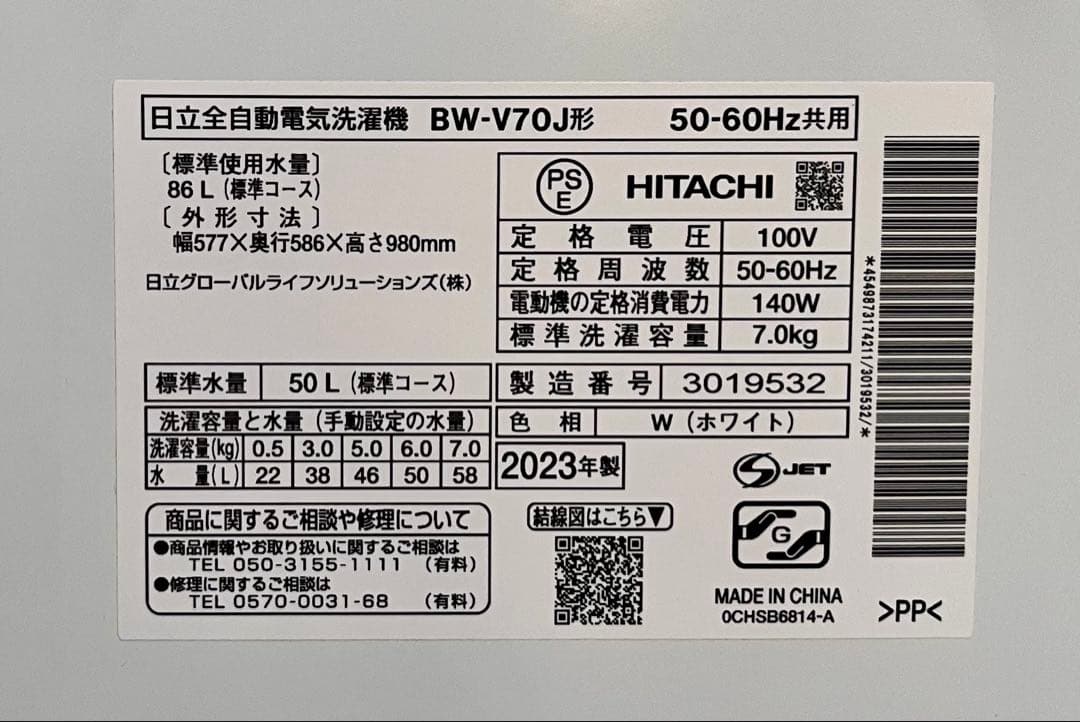 日立全自動電気洗濯機 BW-V70J形 50-60Hz共用
〔標準使用水量〕
86 L (標準コース)
〔外形寸法〕
幅577×奥行586×高さ980mm
日立グローバルライフソリューションズ(株)
PS
E
HITACHI
定格電圧 100V
定格周波数 50-60Hz
電動機の定格消費電力 140W
標準洗濯容量 7.0kg
標準水量 50 L (標準コース)
製造番号 3019532
洗濯容量と水量 (手動設定の水量)
洗濯容量(kg) 0.5 3.0 5.0 6.0 7.0
水量(L) 22 38 46 50 58
色相 W (ホワイト)
2023年製
S JET
商品に関するご相談や修理について
●商品情報やお取り扱いに関するご相談は
TEL 050-3155-1111 (有料)
●修理に関するご相談は
TEL 0570-0031-68 (有料)
結線図はこちら▼
G
MADE IN CHINA
0CHSB6814-A
>PP<
*4549873174211/3019532/*